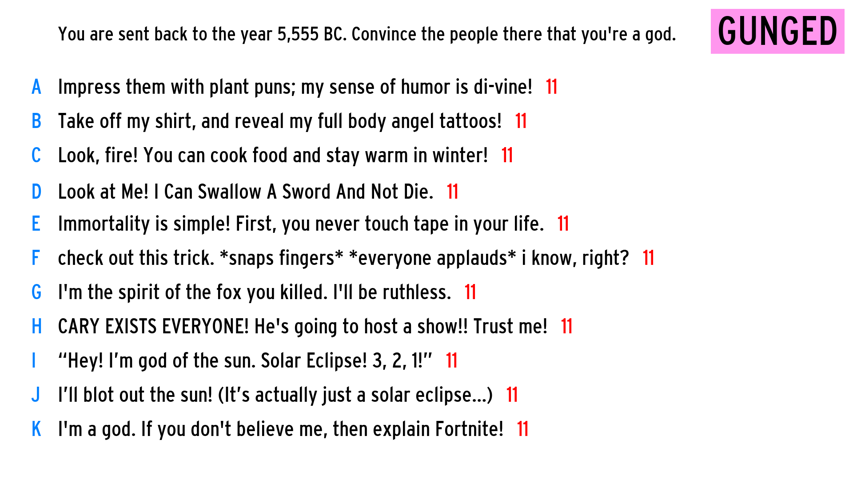 You are sent back to the year 5,555 BC. Convince the people there that you're a god.
GUNGED
A Impress them with plant puns; my sense of humor is di-vine! 11
B Take off my shirt, and reveal my full body angel tattoos! 11
C Look, fire! You can cook food and stay warm in winter! 11
D Look at Me! I Can Swallow A Sword And Not Die. 11
E Immortality is simple! First, you never touch tape in your life. 11
F check out this trick. *snaps fingers* *everyone applauds* i know, right? 11
G I'm the spirit of the fox you killed. I'll be ruthless. 11
H CARY EXISTS EVERYONE! He's going to host a show!! Trust me! 11
I “Hey! I’m god of the sun. Solar Eclipse! 3, 2, 1!” 11
J I’ll blot out the sun! (It’s actually just a solar eclipse...) 11
K I'm a god. If you don't believe me, then explain Fortnite! 11